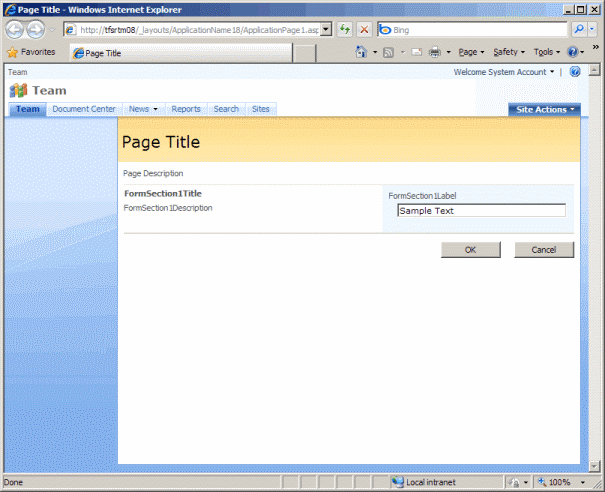 Page Title - Windows Internet Explorer
http://tfsrtm08/_layouts/ApplicationName18/ApplicationPage1.asp
Bing
Favorites
Page Title
Page
Safety
Tools
Team
Welcome System Account
Team
Team
Document Center
News
Reports
Search
Sites
Site Actions
Page Title
Page Description
FormSection1Title
FormSection1Label
FormSection1Description
Sample Text
OK
Cancel
Done
Local intranet
100%